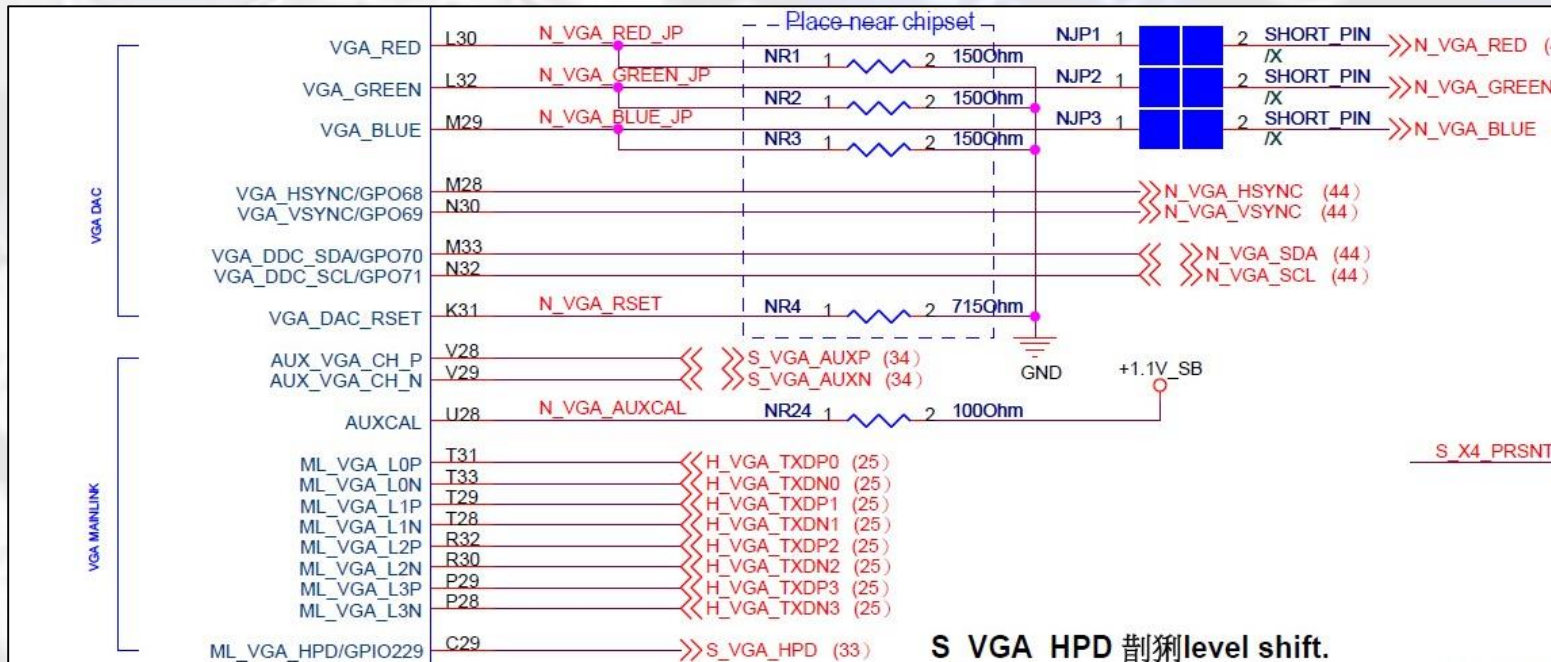 Place near chipset
VGA_RED L30 N_VGA_RED_JP NJP1 1 2 SHORT_PIN N_VGA_RED
NR1 1 2 150Ohm /X
VGA_GREEN L32 N_VGA_GREEN_JP NJP2 1 2 SHORT_PIN N_VGA_GREEN
NR2 1 2 150Ohm /X
VGA_BLUE M29 N_VGA_BLUE_JP NJP3 1 2 SHORT_PIN N_VGA_BLUE
NR3 1 2 150Ohm /X
VGA DAC
VGA_HSYNC/GPO68 M28 N_VGA_HSYNC (44)
VGA_VSYNC/GPO69 N30 N_VGA_VSYNC (44)
VGA_DDC_SDA/GPO70 M33 N_VGA_SDA (44)
VGA_DDC_SCL/GPO71 N32 N_VGA_SCL (44)
VGA_DAC_RSET K31 N_VGA_RSET NR4 1 2 715Ohm
AUX_VGA_CH_P V28 S_VGA_AUXP (34)
AUX_VGA_CH_N V29 S_VGA_AUXN (34)
GND +1.1V_SB
AUXCAL U28 N_VGA_AUXCAL NR24 1 2 100Ohm
VGA MAINLINK
ML_VGA_L0P T31 H_VGA_TXDP0 (25)
S_X4_PRSNT
ML_VGA_L0N T33 H_VGA_TXDN0 (25)
ML_VGA_L1P T29 H_VGA_TXDP1 (25)
ML_VGA_L1N T28 H_VGA_TXDN1 (25)
ML_VGA_L2P R32 H_VGA_TXDP2 (25)
ML_VGA_L2N R30 H_VGA_TXDN2 (25)
ML_VGA_L3P P29 H_VGA_TXDP3 (25)
ML_VGA_L3N P28 H_VGA_TXDN3 (25)
ML_VGA_HPD/GPIO229 C29 S_VGA_HPD (33)
S_VGA_HPD level shift.